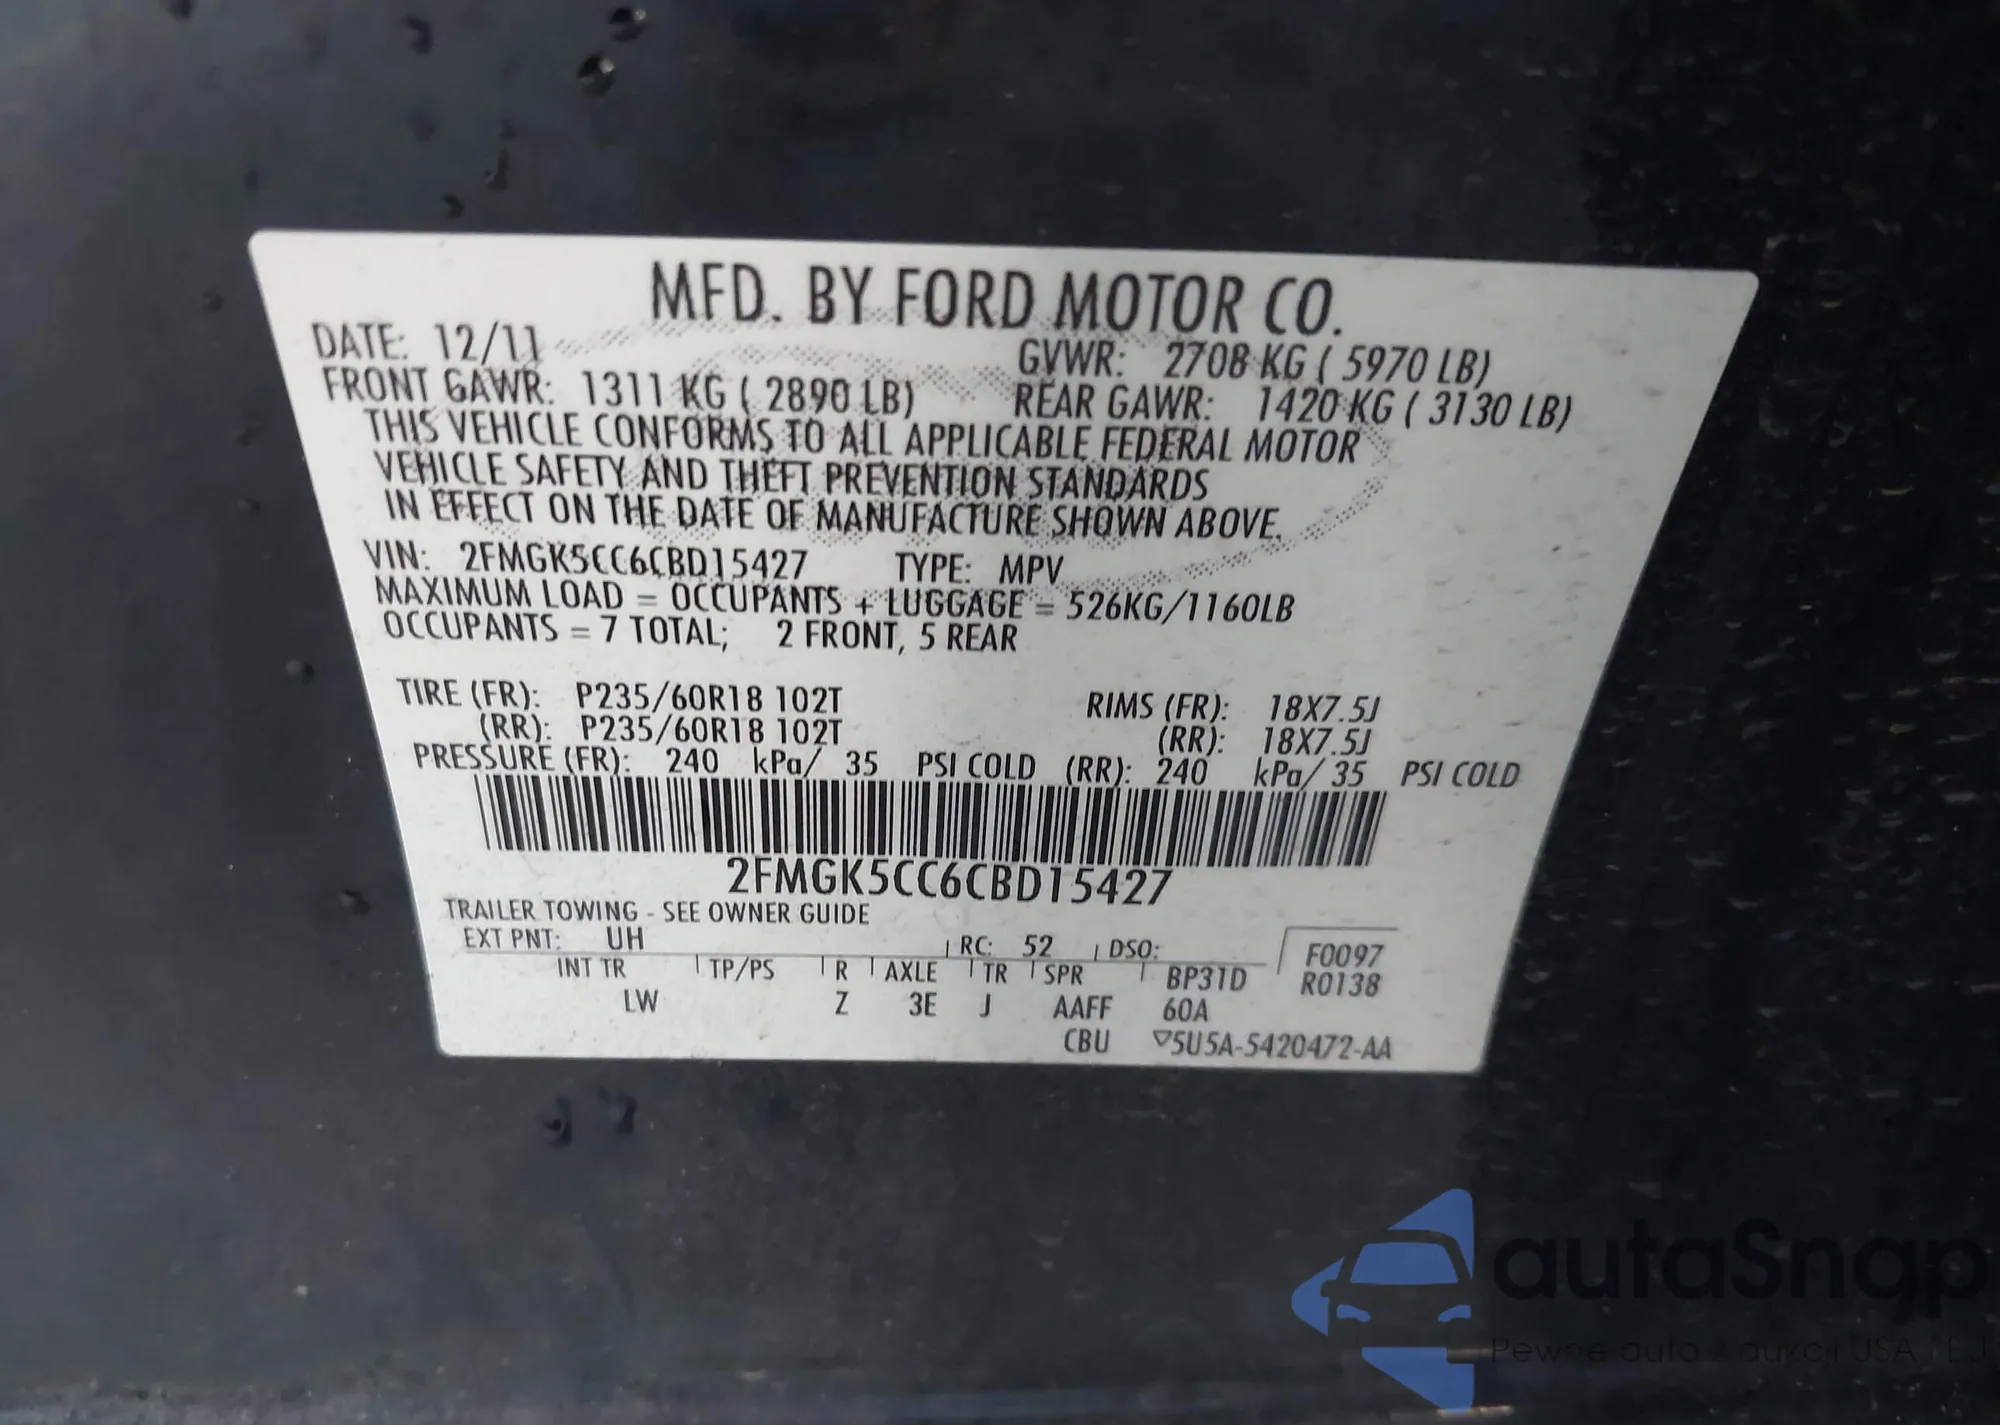 MFD. BY FORD MOTOR CO.
DATE: 12/11 GVWR: 2708 KG ( 5970 LB)
FRONT GAWR: 1311 KG ( 2890 LB) REAR GAWR: 1420 KG ( 3130 LB)
THIS VEHICLE CONFORMS TO ALL APPLICABLE FEDERAL MOTOR
VEHICLE SAFETY AND THEFT PREVENTION STANDARDS
IN EFFECT ON THE DATE OF MANUFACTURE SHOWN ABOVE.
VIN: 2FMGK5CC6CBD15427 TYPE: MPV
MAXIMUM LOAD = OCCUPANTS + LUGGAGE = 526KG/1160LB
OCCUPANTS = 7 TOTAL; 2 FRONT, 5 REAR
TIRE (FR): P235/60R18 102T RIMS (FR): 18X7.5J
(RR): P235/60R18 102T (RR): 18X7.5J
PRESSURE (FR): 240 kPa/ 35 PSI COLD (RR): 240 kPa/ 35 PSI COLD
2FMGK5CC6CBD15427
TRAILER TOWING - SEE OWNER GUIDE
EXT PNT: UH RC: 52 DSO: F0097
INT TR TP/PS R AXLE TR SPR BP31D R0138
LW Z 3E J AAFF 60A
CBU ▽5U5A-5420472-AA
autaSnap
Pewne auta z aukcji USA i EJ